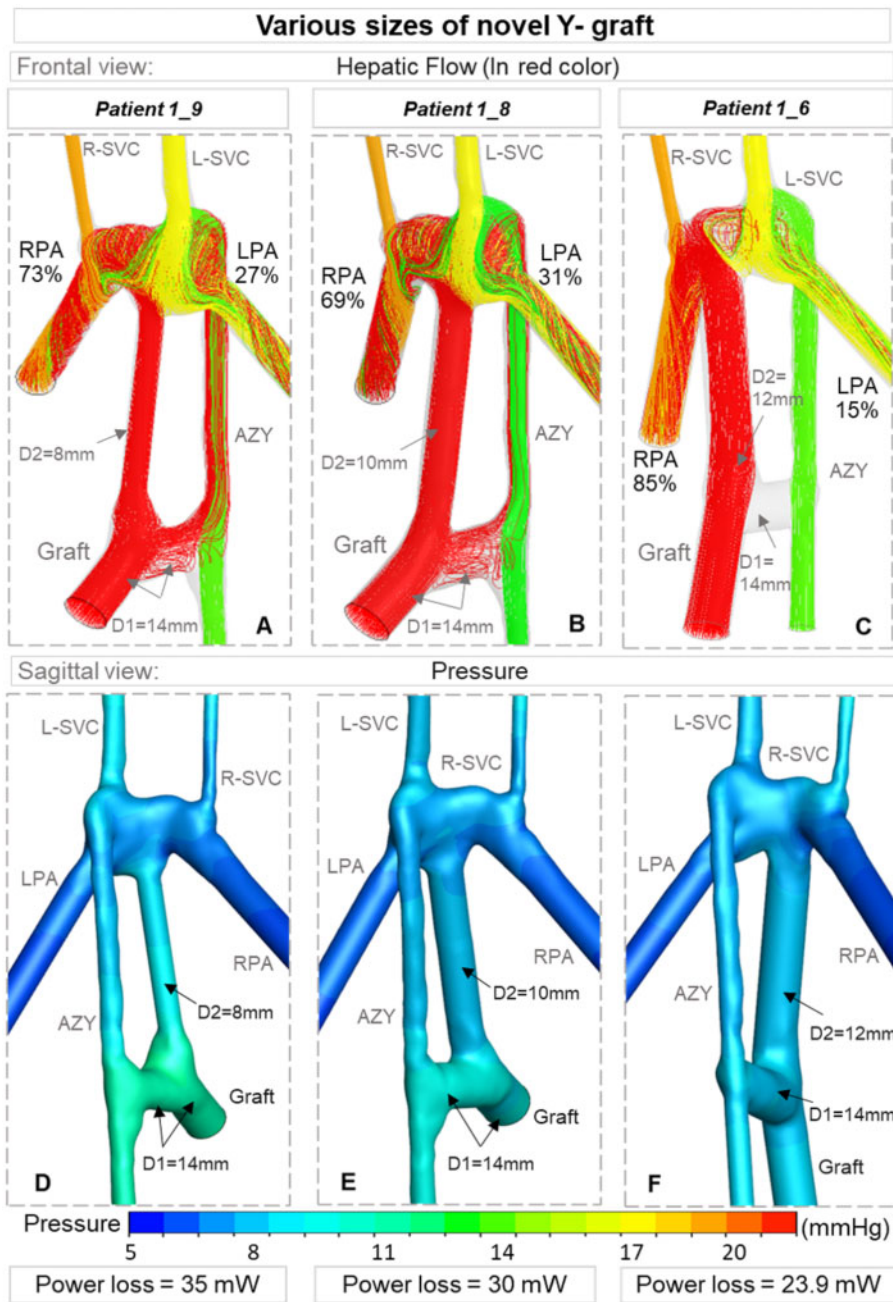 Various sizes of novel Y- graft
Frontal view: Hepatic Flow (In red color)
Patient 1_9 Patient 1_8 Patient 1_6
R-SVC L-SVC RPA 73% LPA 27% D2=8mm AZY Graft D1=14mm A
R-SVC L-SVC RPA 69% LPA 31% D2=10mm AZY Graft D1=14mm B
R-SVC L-SVC D2= 12mm LPA 15% RPA 85% AZY Graft D1= 14mm C
Sagittal view: Pressure
L-SVC R-SVC LPA RPA D2=8mm AZY Graft D1=14mm D
L-SVC R-SVC LPA RPA D2=10mm AZY Graft D1=14mm E
L-SVC R-SVC LPA RPA AZY D2=12mm D1=14mm Graft F
Pressure (mmHg)
5 8 11 14 17 20
Power loss = 35 mW Power loss = 30 mW Power loss = 23.9 mW